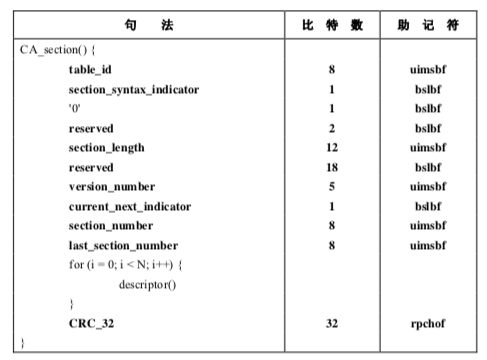 句 法 比 特 数 助 记 符
CA_section() {
table_id 8 uimsbf
section_syntax_indicator 1 bslbf
'0' 1 bslbf
reserved 2 bslbf
section_length 12 uimsbf
reserved 18 bslbf
version_number 5 uimsbf
current_next_indicator 1 bslbf
section_number 8 uimsbf
last_section_number 8 uimsbf
for (i = 0; i < N; i++) {
descriptor()
}
CRC_32 32 rpchof
}